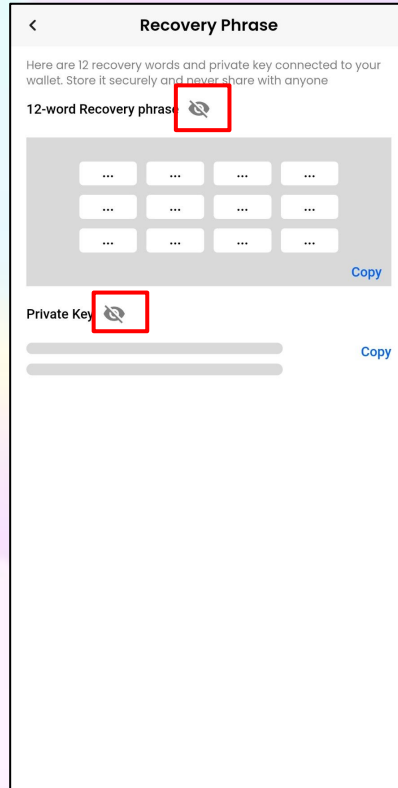 Recovery Phrase
Here are 12 recovery words and private key connected to your
wallet. Store it securely and never share with anyone
12-word Recovery phrase
... ... ... ...
... ... ... ...
... ... ... ...
Copy
Private Key
Copy